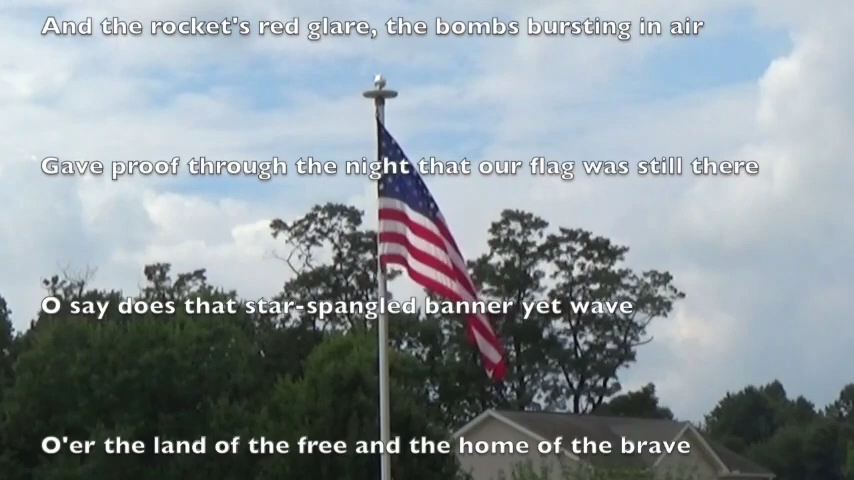 And the rocket's red glare, the bombs bursting in air
Gave proof through the night that our flag was still there
O say does that star-spangled banner yet wave
O'er the land of the free and the home of the brave